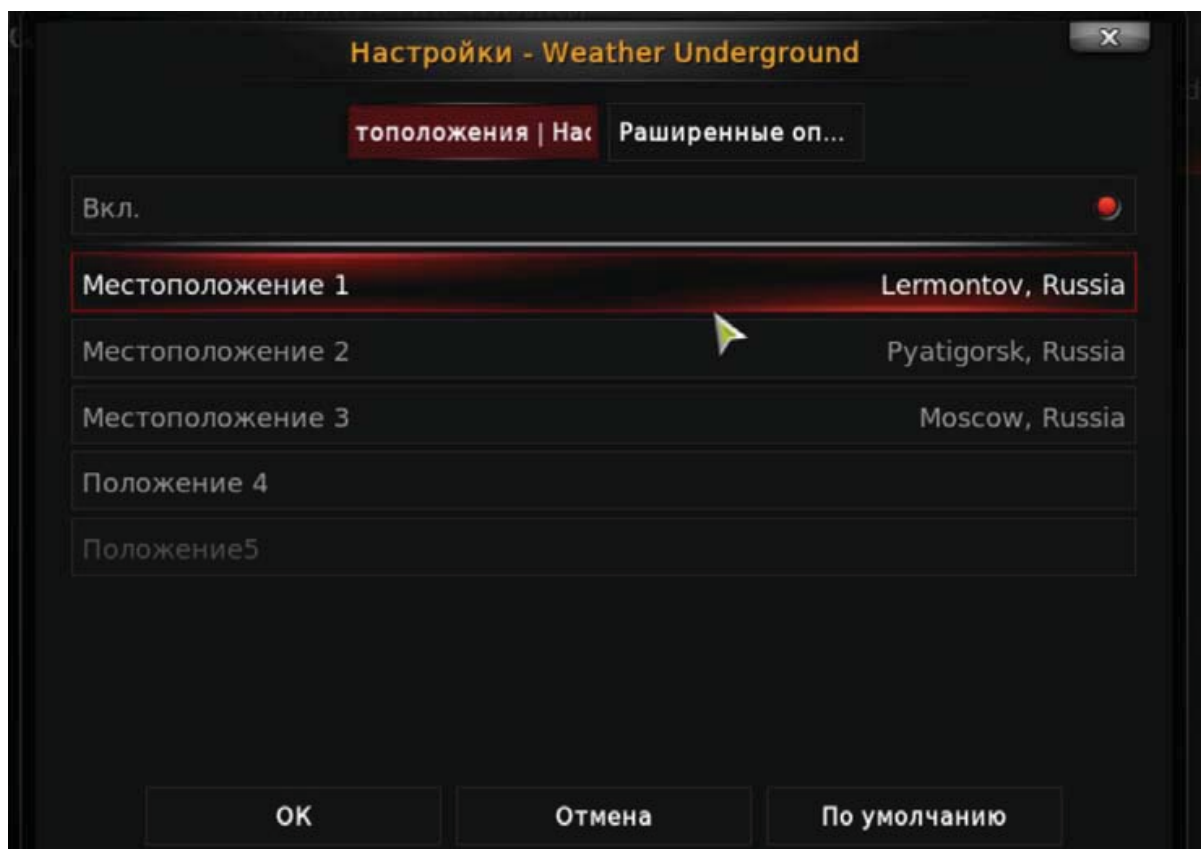 Настройки - Weather Underground
тоположения | Нас Раширенные оп...
Вкл.
Местоположение 1 Lermontov, Russia
Местоположение 2 Pyatigorsk, Russia
Местоположение 3 Moscow, Russia
Положение 4
Положение5
OK Отмена По умолчанию